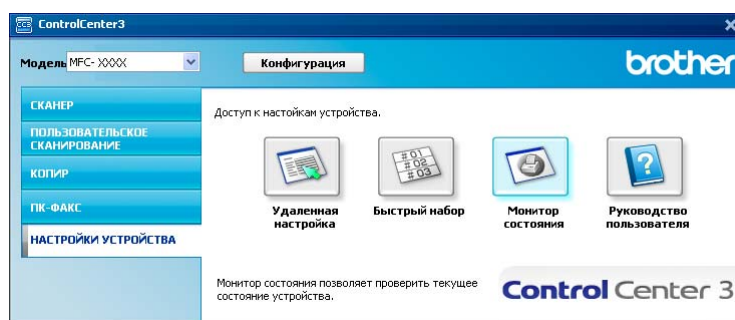 ControlCenter3
Модель MFC- XXXX
Конфигурация
brother
СКАНЕР
ПОЛЬЗОВАТЕЛЬСКОЕ
СКАНИРОВАНИЕ
КОПИР
ПК-ФАКС
НАСТРОЙКИ УСТРОЙСТВА
Доступ к настойкам устройства.
#01
#02
#03
Удаленная
настройка
Быстрый набор
Монитор
состояния
Руководство
пользователя
Монитор состояния позволяет проверить текущее
состояние устройства.
Control Center 3